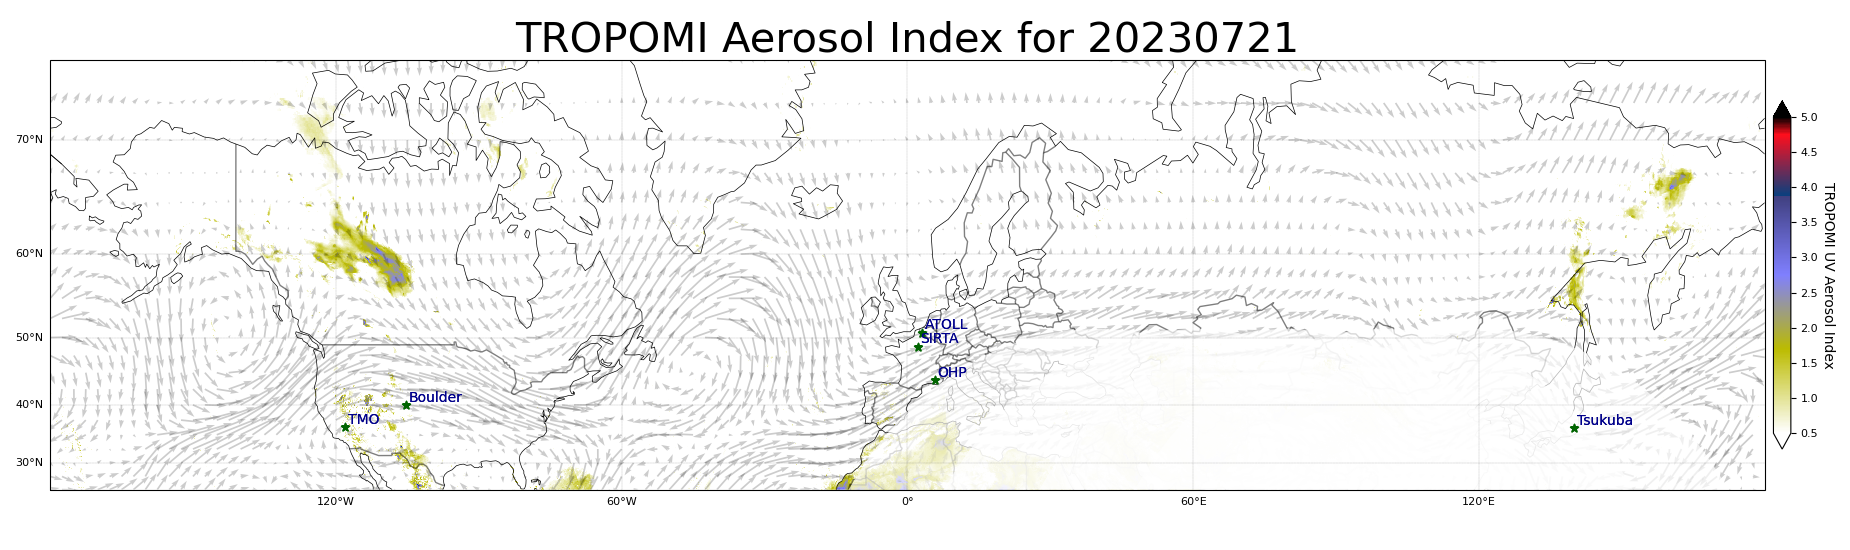 TROPOMI Aerosol Index for 20230721
70°N
60°N
50°N
40°N
30°N
120°W
60°W
0°
60°E
120°E
ATOLL
SIRTA
OHP
Boulder
TMO
Tsukuba
5.0
4.5
4.0
3.5
3.0
2.5
2.0
1.5
1.0
0.5
TROPOMI UV Aerosol Index